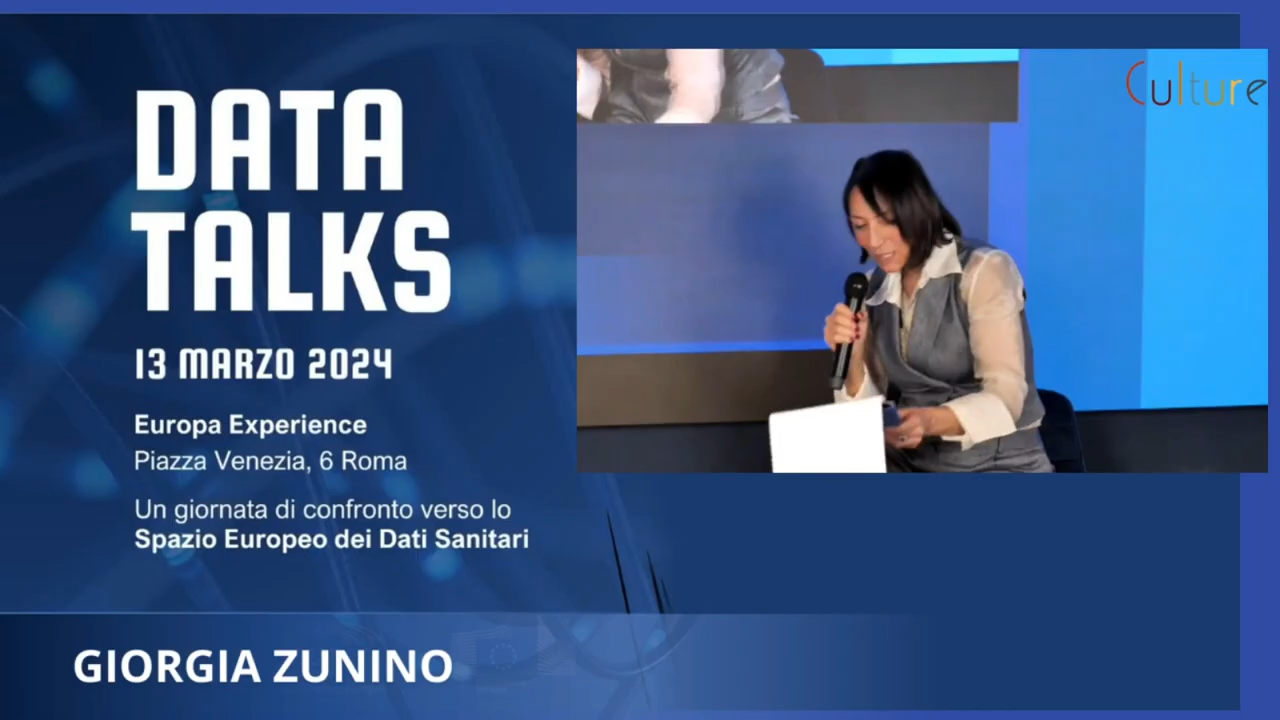 DATA
TALKS
13 MARZO 2024
Europa Experience
Piazza Venezia, 6 Roma
Un giornata di confronto verso lo
Spazio Europeo dei Dati Sanitari
Culture
GIORGIA ZUNINO